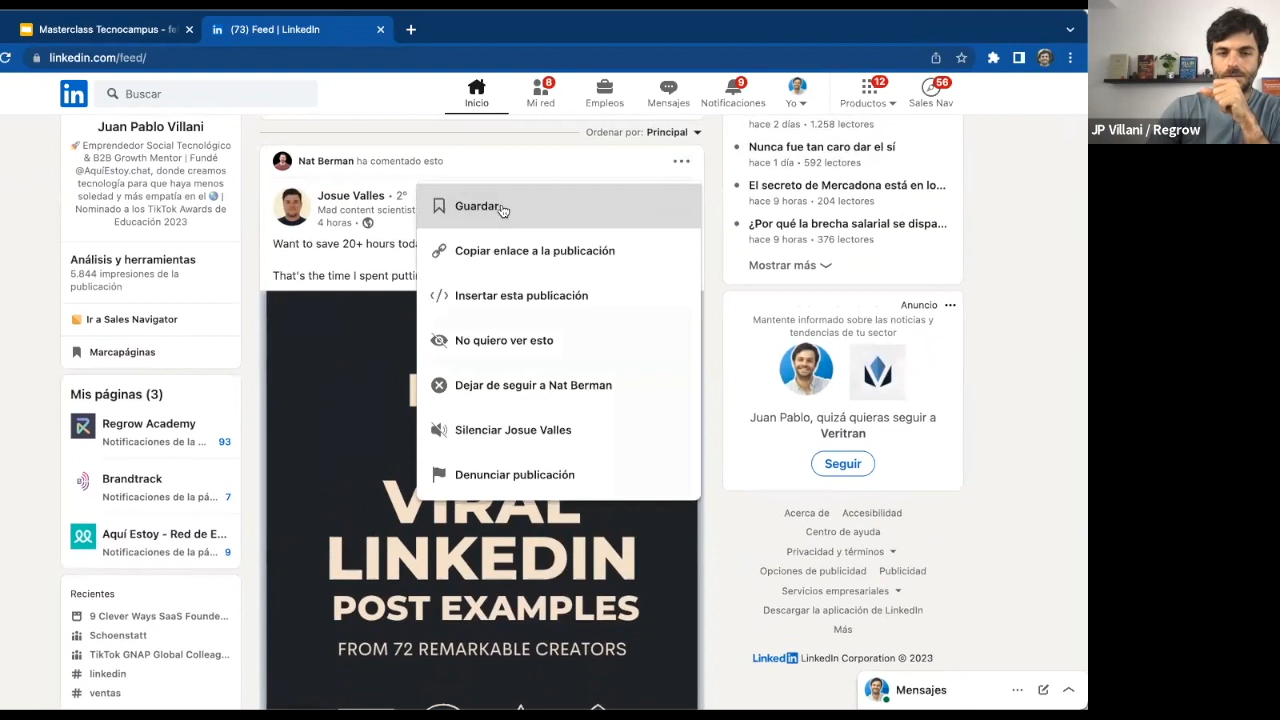 Masterclass Tecnocampus - fe
(73) Feed | LinkedIn
linkedin.com/feed/
JP Villani / Regrow
in
Buscar
Inicio
8
Mi red
Empleos
Mensajes
9
Notificaciones
Yo
12
Productos
56
Sales Nav
Juan Pablo Villani
🚀 Emprendedor Social Tecnológico
& B2B Growth Mentor | Fundé
@AquíEstoy.chat, donde creamos
tecnología para que haya menos
soledad y más empatía en el 🌎 |
Nominado a los TikTok Awards de
Educación 2023
Análisis y herramientas
5.844 impresiones de la
publicación
Ir a Sales Navigator
Marcapáginas
Mis páginas (3)
Regrow Academy
Notificaciones de la ... 93
Brandtrack
Notificaciones de la pá... 7
Aquí Estoy - Red de E...
Notificaciones de la pá... 9
Recientes
9 Clever Ways SaaS Founde...
Schoenstatt
TikTok GNAP Global Colleag...
# linkedin
# ventas
Ordenar por: Principal
Nat Berman ha comentado esto
Josue Valles • 2º
Mad content scientist
4 horas •
Want to save 20+ hours toda
That's the time I spent puttin
Guardar
Copiar enlace a la publicación
Insertar esta publicación
No quiero ver esto
Dejar de seguir a Nat Berman
Silenciar Josue Valles
Denunciar publicación
VIRAL
LINKEDIN
POST EXAMPLES
FROM 72 REMARKABLE CREATORS
hace 2 días • 1.258 lectores
Nunca fue tan caro dar el sí
hace 1 día • 592 lectores
El secreto de Mercadona está en lo...
hace 9 horas • 204 lectores
¿Por qué la brecha salarial se dispa...
hace 9 horas • 376 lectores
Mostrar más
Anuncio
Mantente informado sobre las noticias y
tendencias de tu sector
Juan Pablo, quizá quieras seguir a
Veritran
Seguir
Acerca de Accesibilidad
Centro de ayuda
Privacidad y términos
Opciones de publicidad Publicidad
Servicios empresariales
Descargar la aplicación de LinkedIn
Más
Linked in LinkedIn Corporation © 2023
Mensajes